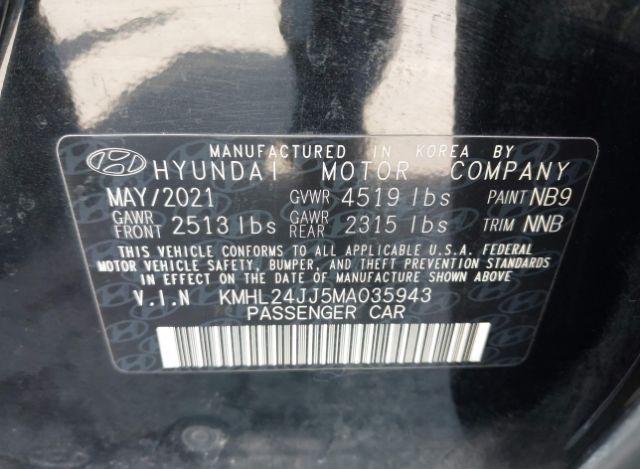 MANUFACTURED IN KOREA BY
HYUNDAI MOTOR COMPANY
MAY/2021 GVWR 4519 lbs PAINT NB9
GAWR FRONT 2513 lbs GAWR REAR 2315 lbs TRIM NNB
THIS VEHICLE CONFORMS TO ALL APPLICABLE U.S.A. FEDERAL
MOTOR VEHICLE SAFETY, BUMPER, AND THEFT PREVENTION STANDARDS
IN EFFECT ON THE DATE OF MANUFACTURE SHOWN ABOVE
V.I.N KMHL24JJ5MA035943
PASSENGER CAR